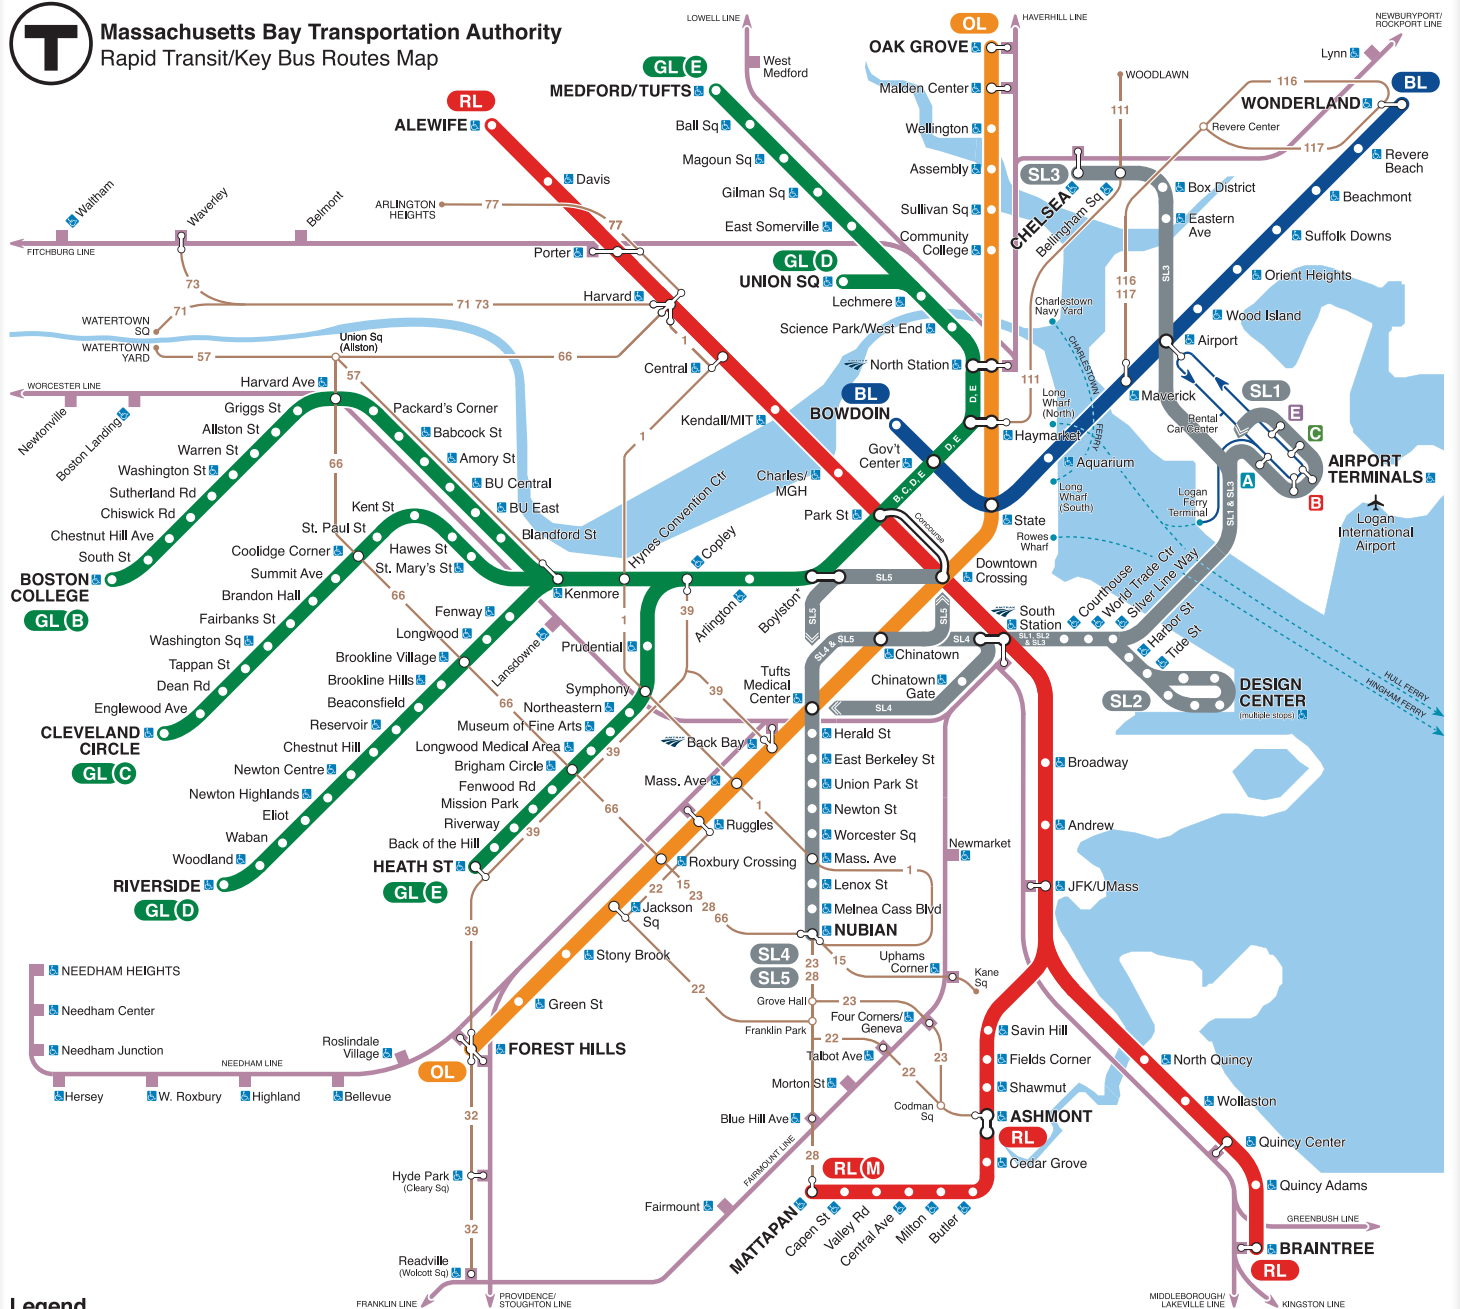 Massachusetts Bay Transportation Authority
Rapid Transit/Key Bus Routes Map
T
LOWELL LINE
OL
HAVERHILL LINE
NEWBURYPORT/
ROCKPORT LINE
OAK GROVE
Lynn
GL E
West
Medford
WOODLAWN
116
BL
MEDFORD/TUFTS
Malden Center
WONDERLAND
RL
111
ALEWIFE
Ball Sq
Wellington
Revere Center
117
Magoun Sq
Revere
Beach
Davis
Assembly
SL3
Gilman Sq
CHELSEA
Bellingham Sq
Box District
Beachmont
Waltham
Waverley
Belmont
ARLINGTON
HEIGHTS
77
77
Sullivan Sq
Eastern
Ave
East Somerville
Community
College
Suffolk Downs
FITCHBURG LINE
Porter
GL D
UNION SQ
SL3
Orient Heights
73
116
117
Harvard
Lechmere
Charlestown
Navy Yard
71
71 73
Wood Island
WATERTOWN
SQ
Science Park/West End
WATERTOWN
YARD
Union Sq
(Allston)
1
Airport
57
66
CHARLESTOWN
FERRY
North Station
Central
57
WORCESTER LINE
Harvard Ave
111
BL
BOWDOIN
Long
Wharf
(North)
Maverick
SL1
D, E
Newtonville
Boston Landing
Griggs St
Packard's Corner
Kendall/MIT
Rental
Car Center
E
Allston St
Babcock St
C
Warren St
1
Haymarket
D, E
Gov't
Center
Amory St
Aquarium
AIRPORT
TERMINALS
Washington St
66
BU Central
Charles/
MGH
B, C, D, E
A
Sutherland Rd
Long
Wharf
(South)
Logan
Ferry
Terminal
SL1 & SL3
B
Chiswick Rd
Kent St
BU East
Hynes Convention Ctr
Park St
State
Logan
International
Airport
Chestnut Hill Ave
St. Paul St
Blandford St
Concourse
Rowes
Wharf
South St
Coolidge Corner
Hawes St
Copley
Summit Ave
St. Mary's St
Downtown
Crossing
BOSTON
COLLEGE
SL5
Courthouse
World Trade Ctr
Silver Line Way
Brandon Hall
66
Kenmore
GL B
Fairbanks St
Fenway
39
Arlington
Boylston*
SL5
SL5
South
Station
Harbor St
Tide St
Washington Sq
Longwood
1
SL4 & SL5
SL4
SL1, SL2
& SL3
Tappan St
Brookline Village
Lansdowne
Prudential
Chinatown
Dean Rd
Brookline Hills
Tufts
Medical
Center
Chinatown
Gate
HULL FERRY
HINGHAM FERRY
Englewood Ave
Beaconsfield
66
Symphony
39
DESIGN
CENTER
(multiple stops)
Reservoir
Northeastern
SL4
SL2
CLEVELAND
CIRCLE
Museum of Fine Arts
Herald St
GL C
Chestnut Hill
Longwood Medical Area
39
Back Bay
East Berkeley St
Broadway
Newton Centre
Brigham Circle
Mass. Ave
Union Park St
Newton Highlands
Fenwood Rd
66
1
Newton St
Eliot
Mission Park
Ruggles
Andrew
Waban
Riverway
39
Worcester Sq
Newmarket
Woodland
Back of the Hill
Roxbury Crossing
Mass. Ave
1
RIVERSIDE
HEATH ST
22
15
23
28
66
Lenox St
JFK/UMass
GL D
GL E
Jackson
Sq
Melnea Cass Blvd
39
NUBIAN
SL4
SL5
Stony Brook
23
28
15
Uphams
Corner
Kane
Sq
NEEDHAM HEIGHTS
22
Grove Hall
23
Needham Center
Green St
Franklin Park
Four Corners/
Geneva
Savin Hill
Roslindale
Village
FOREST HILLS
22
Talbot Ave
23
Fields Corner
North Quincy
Needham Junction
NEEDHAM LINE
OL
22
Morton St
Shawmut
Hersey
W. Roxbury
Highland
Bellevue
Codman
Sq
Wollaston
32
Blue Hill Ave
ASHMONT
RL
Quincy Center
28
FAIRMOUNT LINE
RL M
Cedar Grove
Hyde Park
(Cleary Sq)
Quincy Adams
Fairmount
MATTAPAN
Capen St
Valley Rd
Central Ave
Milton
Butler
32
GREENBUSH LINE
BRAINTREE
Readville
(Wolcott Sq)
RL
Legend
FRANKLIN LINE
PROVIDENCE/
STOUGHTON LINE
MIDDLEBOROUGH/
LAKEVILLE LINE
KINGSTON LINE